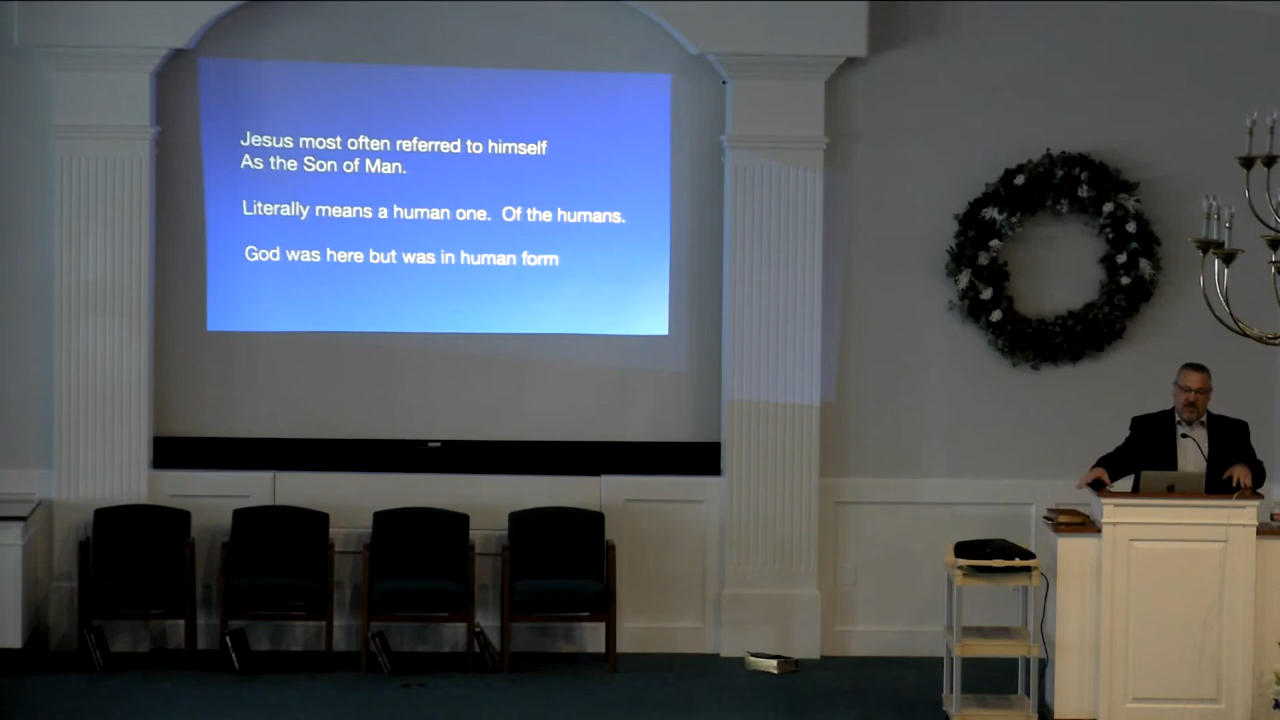 Jesus most often referred to himself
As the Son of Man.
Literally means a human one.  Of the humans.
God was here but was in human form